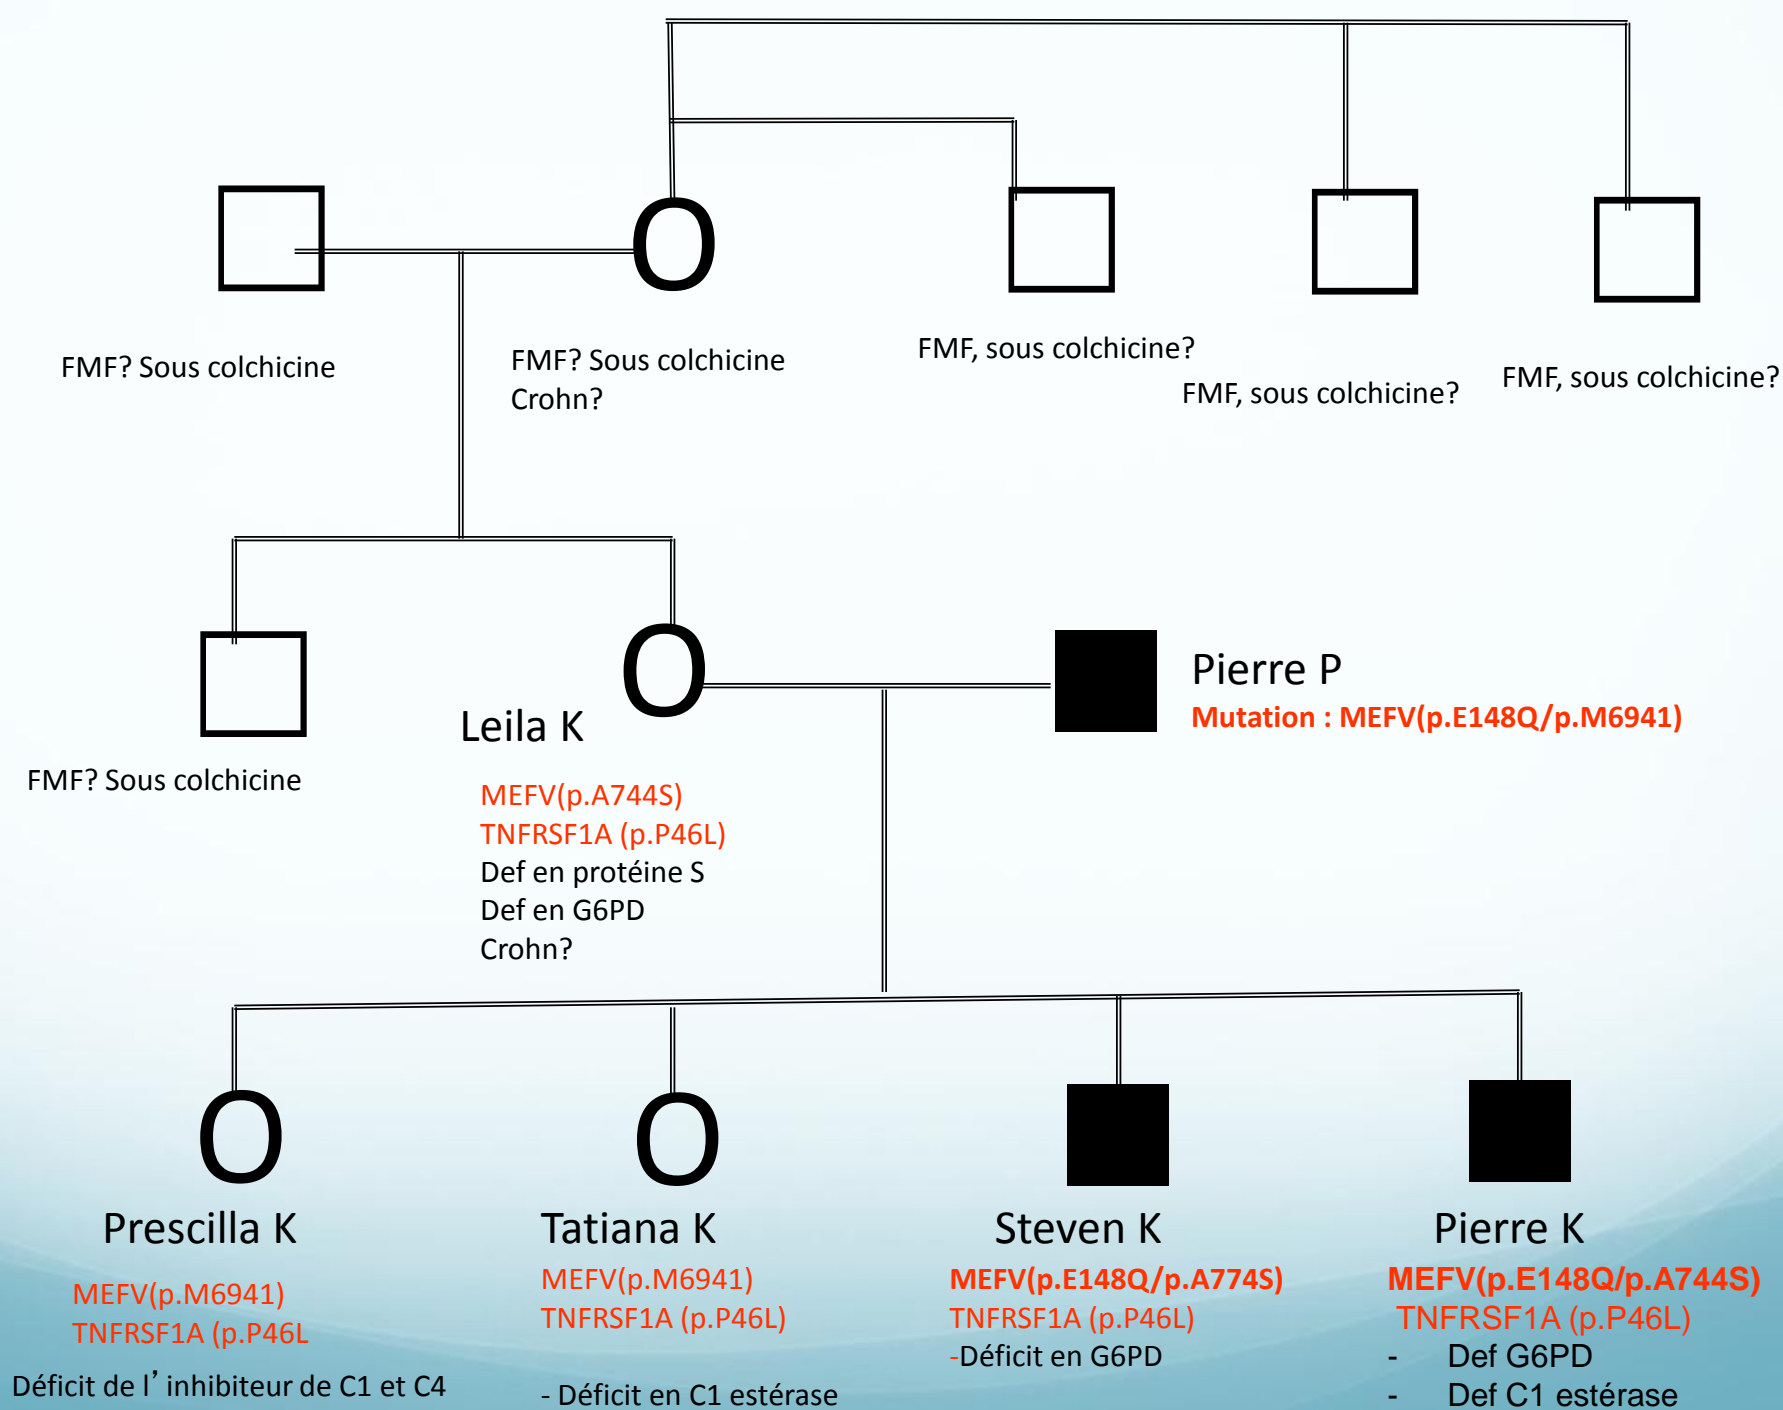 FMF? Sous colchicine
FMF? Sous colchicine
Crohn?
FMF, sous colchicine?
FMF, sous colchicine?
FMF, sous colchicine?
FMF? Sous colchicine
Leila K
MEFV(p.A744S)
TNFRSF1A (p.P46L)
Def en protéine S
Def en G6PD
Crohn?
Pierre P
Mutation : MEFV(p.E148Q/p.M6941)
Prescilla K
MEFV(p.M6941)
TNFRSF1A (p.P46L
Déficit de l’ inhibiteur de C1 et C4
Tatiana K
MEFV(p.M6941)
TNFRSF1A (p.P46L)
- Déficit en C1 estérase
Steven K
MEFV(p.E148Q/p.A774S)
TNFRSF1A (p.P46L)
-Déficit en G6PD
Pierre K
MEFV(p.E148Q/p.A744S)
TNFRSF1A (p.P46L)
- Def G6PD
- Def C1 estérase